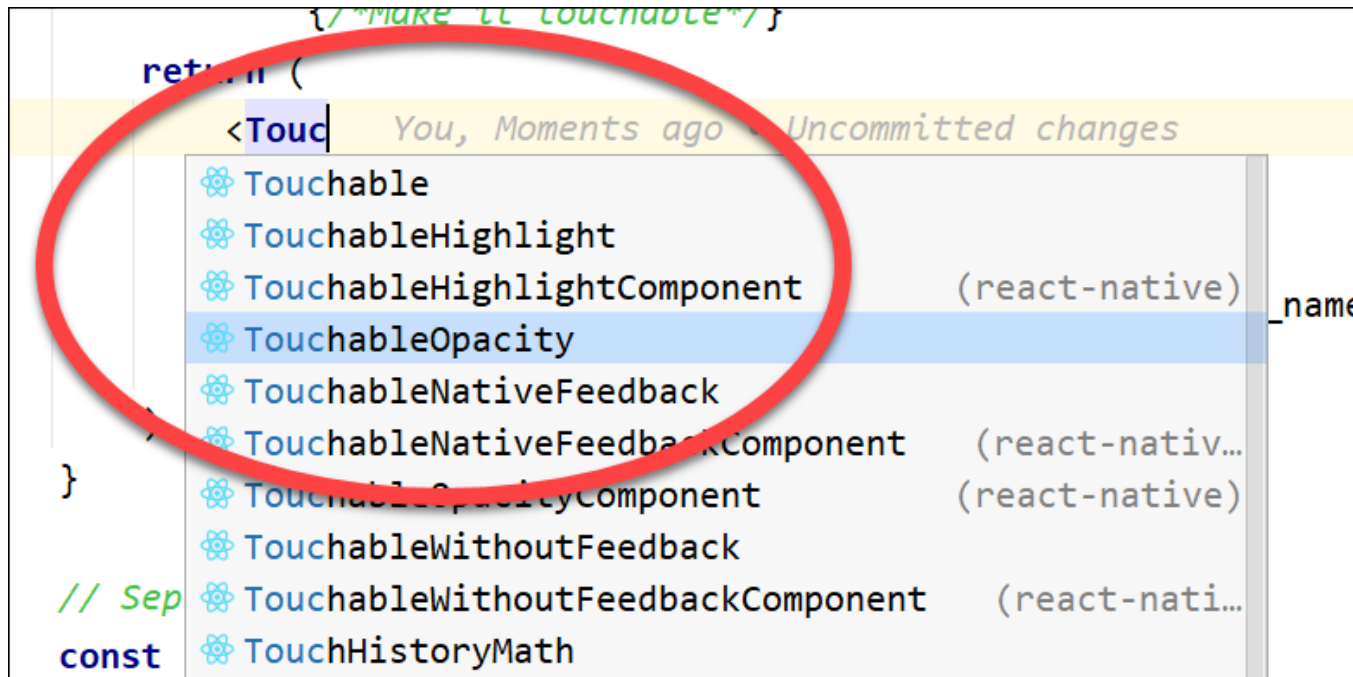 {/*Make it touchable*/}
return (
<Touc You, Moments ago • Uncommitted changes
Touchable
TouchableHighlight
TouchableHighlightComponent (react-native)
_name
TouchableOpacity
TouchableNativeFeedback
)
TouchableNativeFeedbackComponent (react-nativ…
}
TouchableOpacityComponent (react-native)
TouchableWithoutFeedback
// Sep
TouchableWithoutFeedbackComponent (react-nati…
const
TouchHistoryMath